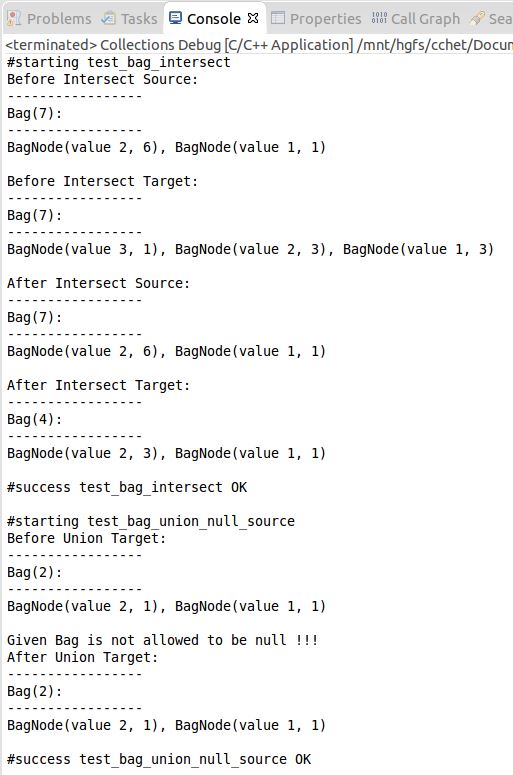 Problems Tasks Console Properties Call Graph Sea
<terminated> Collections Debug [C/C++ Application] /mnt/hgfs/cchet/Docum
#starting test_bag_intersect
Before Intersect Source:
-----------------
Bag(7):
-----------------
BagNode(value 2, 6), BagNode(value 1, 1)
Before Intersect Target:
-----------------
Bag(7):
-----------------
BagNode(value 3, 1), BagNode(value 2, 3), BagNode(value 1, 3)
After Intersect Source:
-----------------
Bag(7):
-----------------
BagNode(value 2, 6), BagNode(value 1, 1)
After Intersect Target:
-----------------
Bag(4):
-----------------
BagNode(value 2, 3), BagNode(value 1, 1)
#success test_bag_intersect OK
#starting test_bag_union_null_source
Before Union Target:
-----------------
Bag(2):
-----------------
BagNode(value 2, 1), BagNode(value 1, 1)
Given Bag is not allowed to be null !!!
After Union Target:
-----------------
Bag(2):
-----------------
BagNode(value 2, 1), BagNode(value 1, 1)
#success test_bag_union_null_source OK